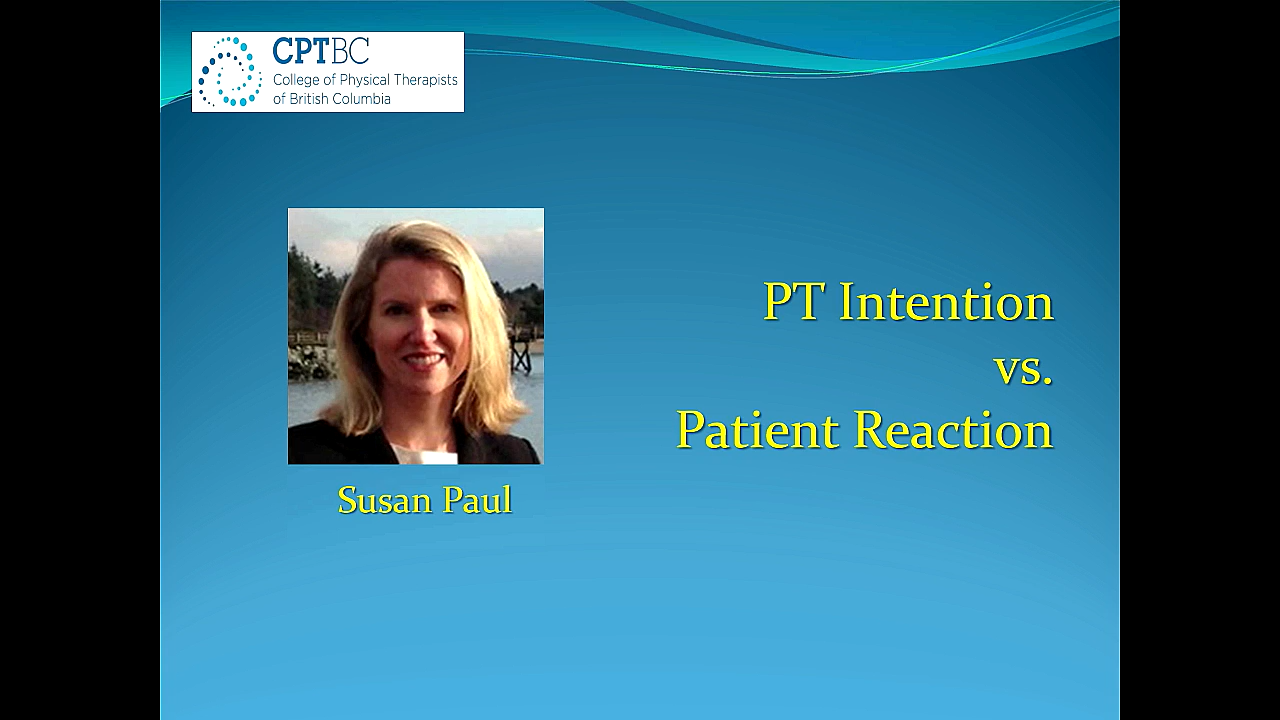 CPTBC
College of Physical Therapists
of British Columbia
PT Intention
vs.
Patient Reaction
Susan Paul